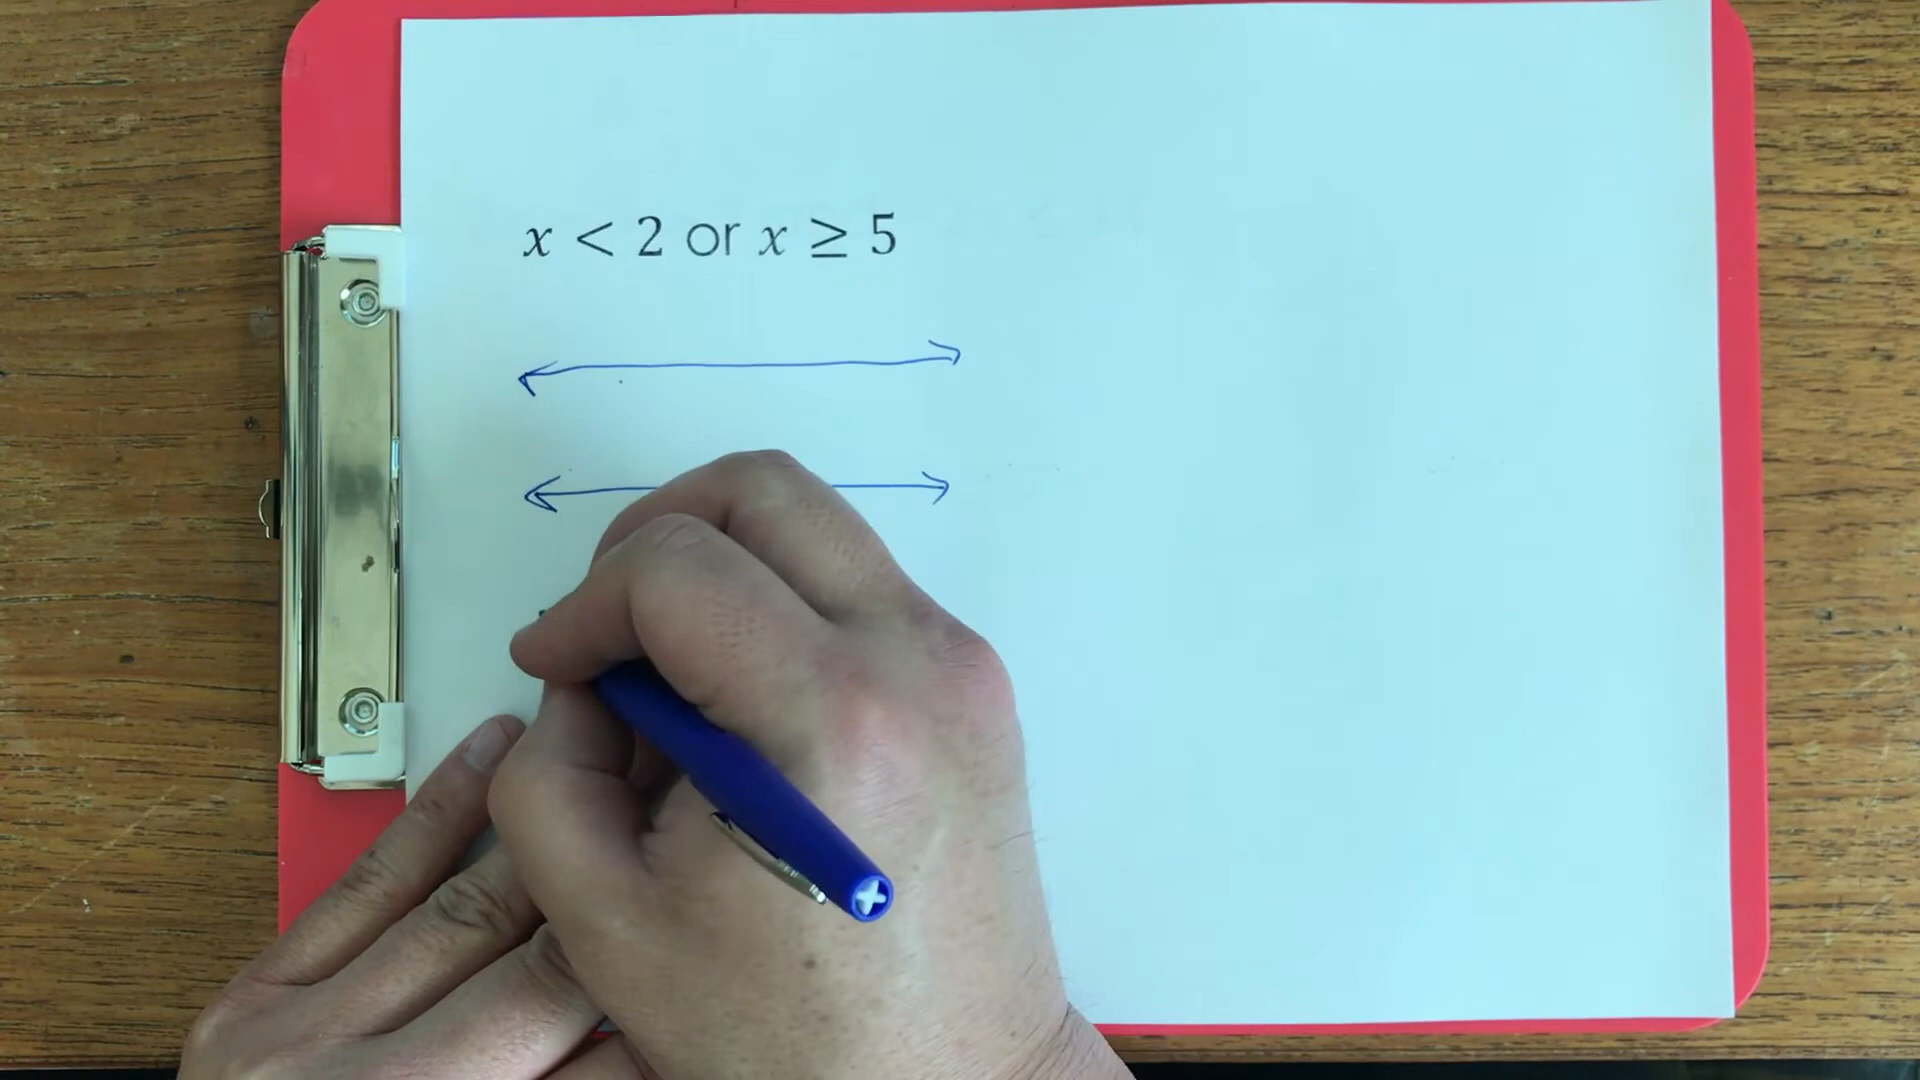 x < 2 or x ≥ 5